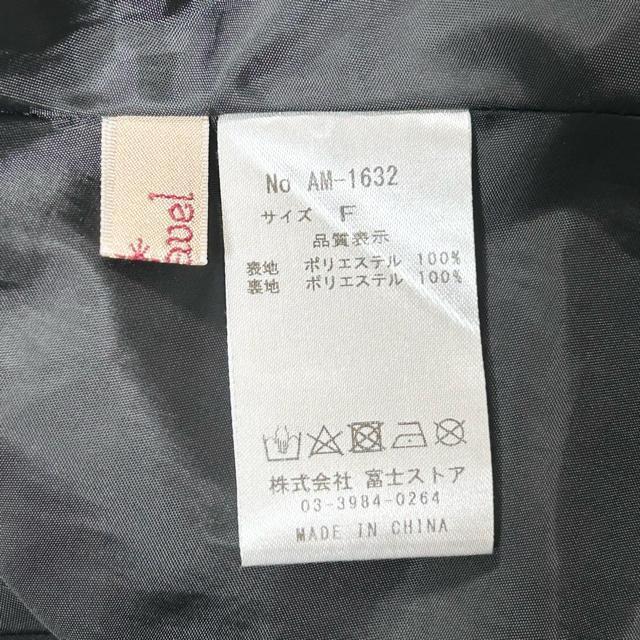 No AM-1632
サイズ F
品質表示
表地 ポリエステル 100%
裏地 ポリエステル 100%
株式会社 富士ストア
03-3984-0264
MADE IN CHINA